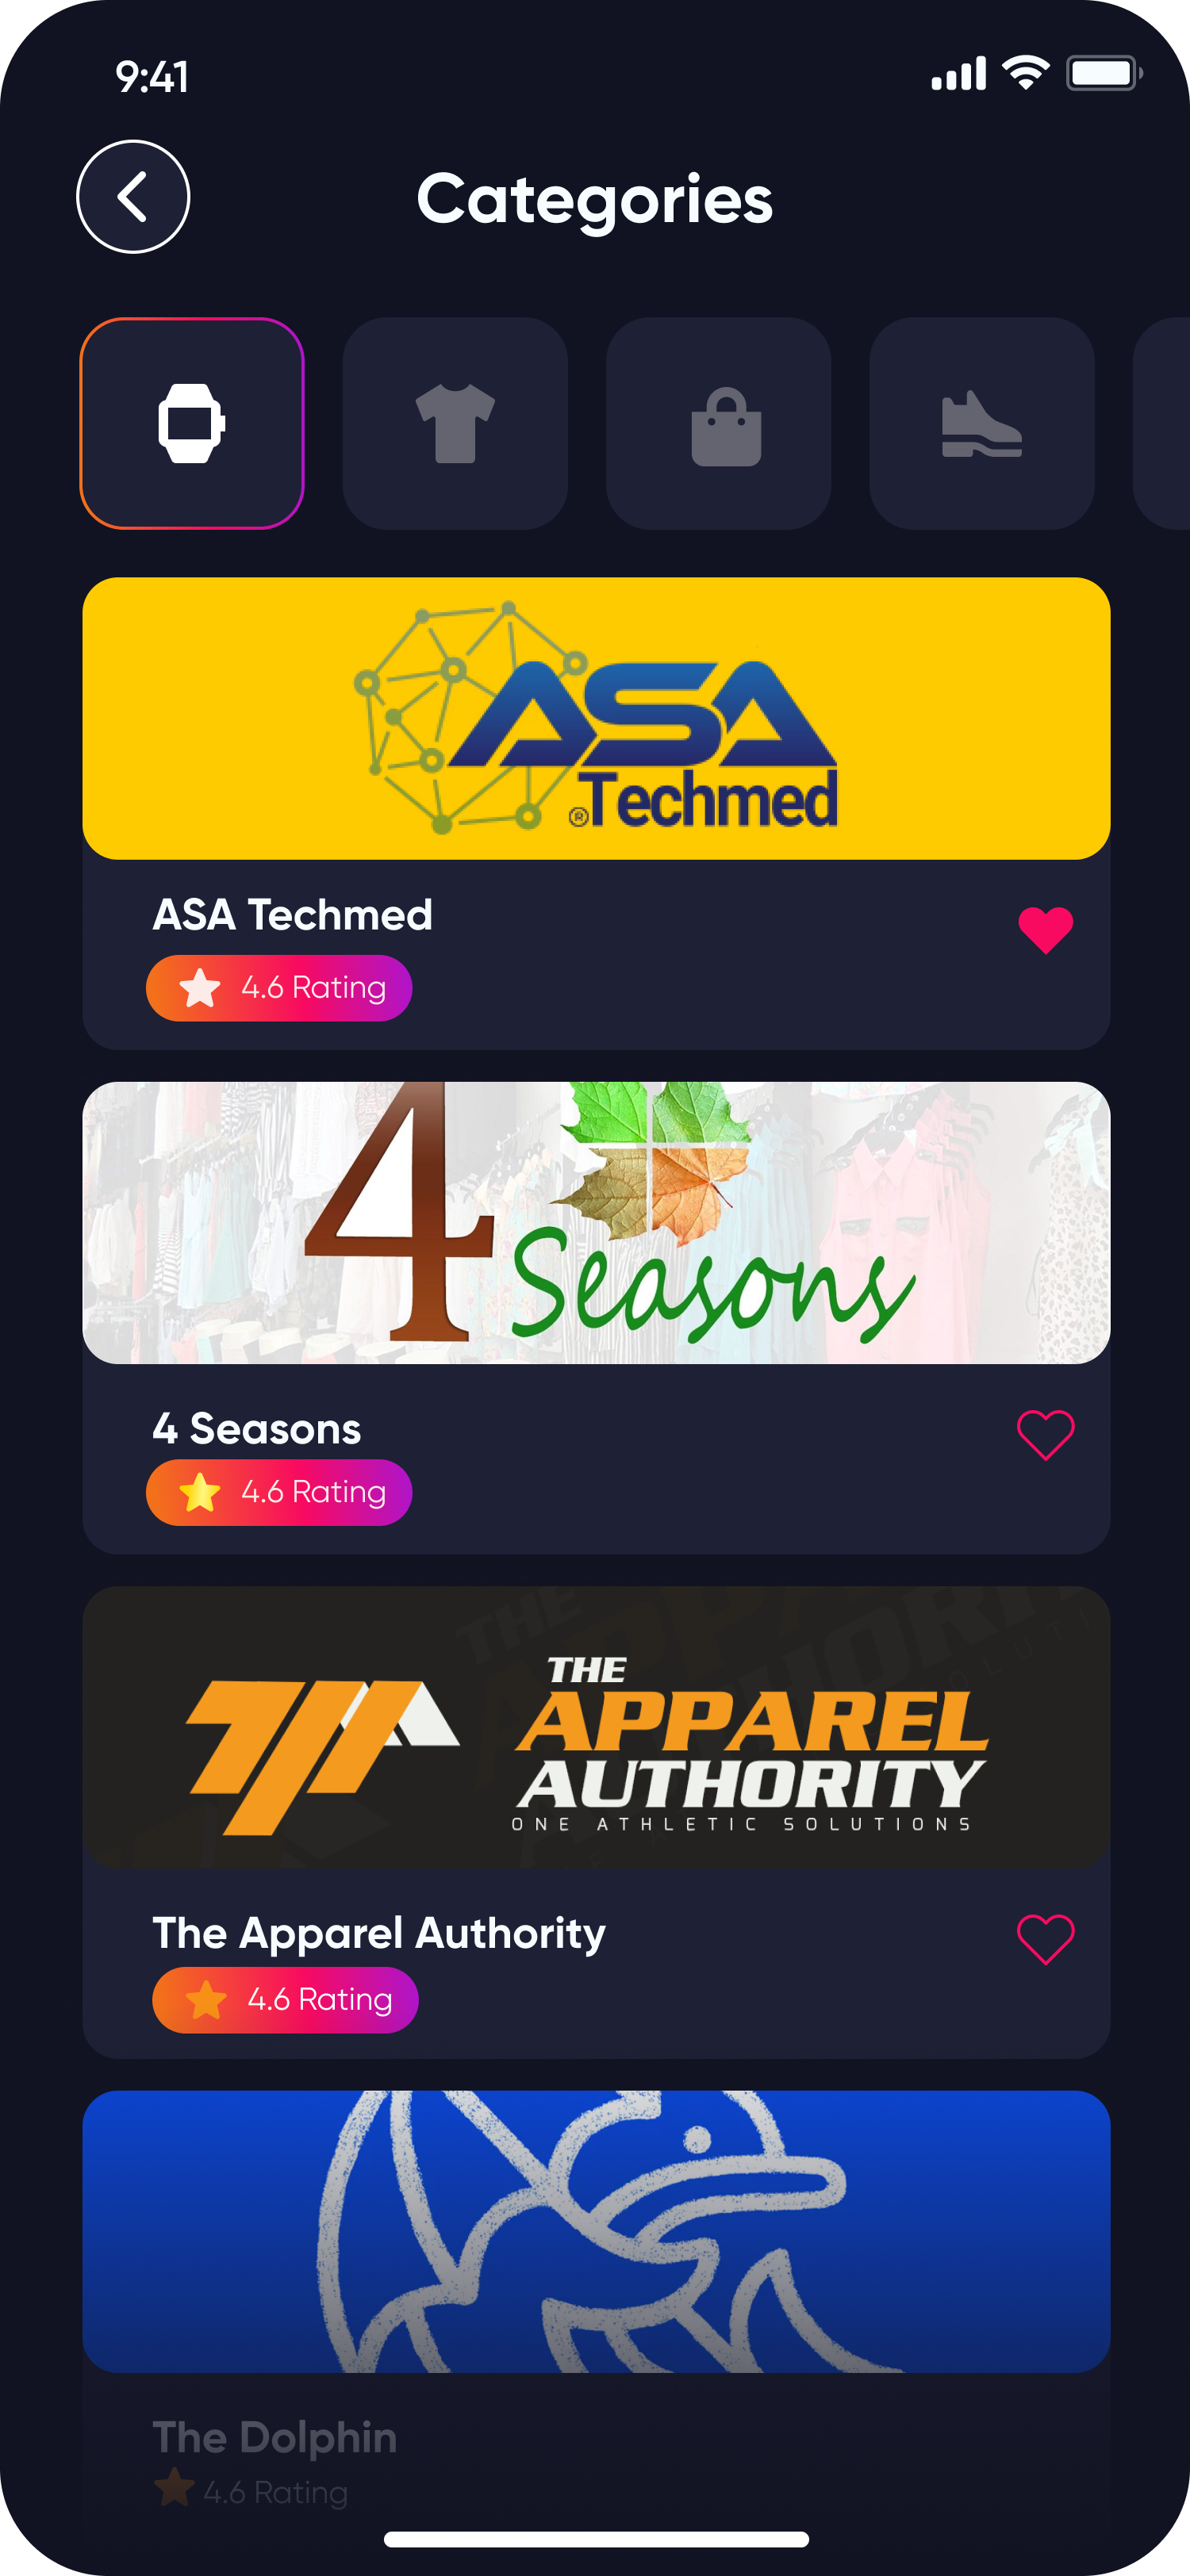 9:41
Categories
ASA
®Techmed
ASA Techmed
4.6 Rating
4 Seasons
4 Seasons
4.6 Rating
THE
APPAREL
AUTHORITY
ONE ATHLETIC SOLUTIONS
The Apparel Authority
4.6 Rating
The Dolphin
4.6 Rating